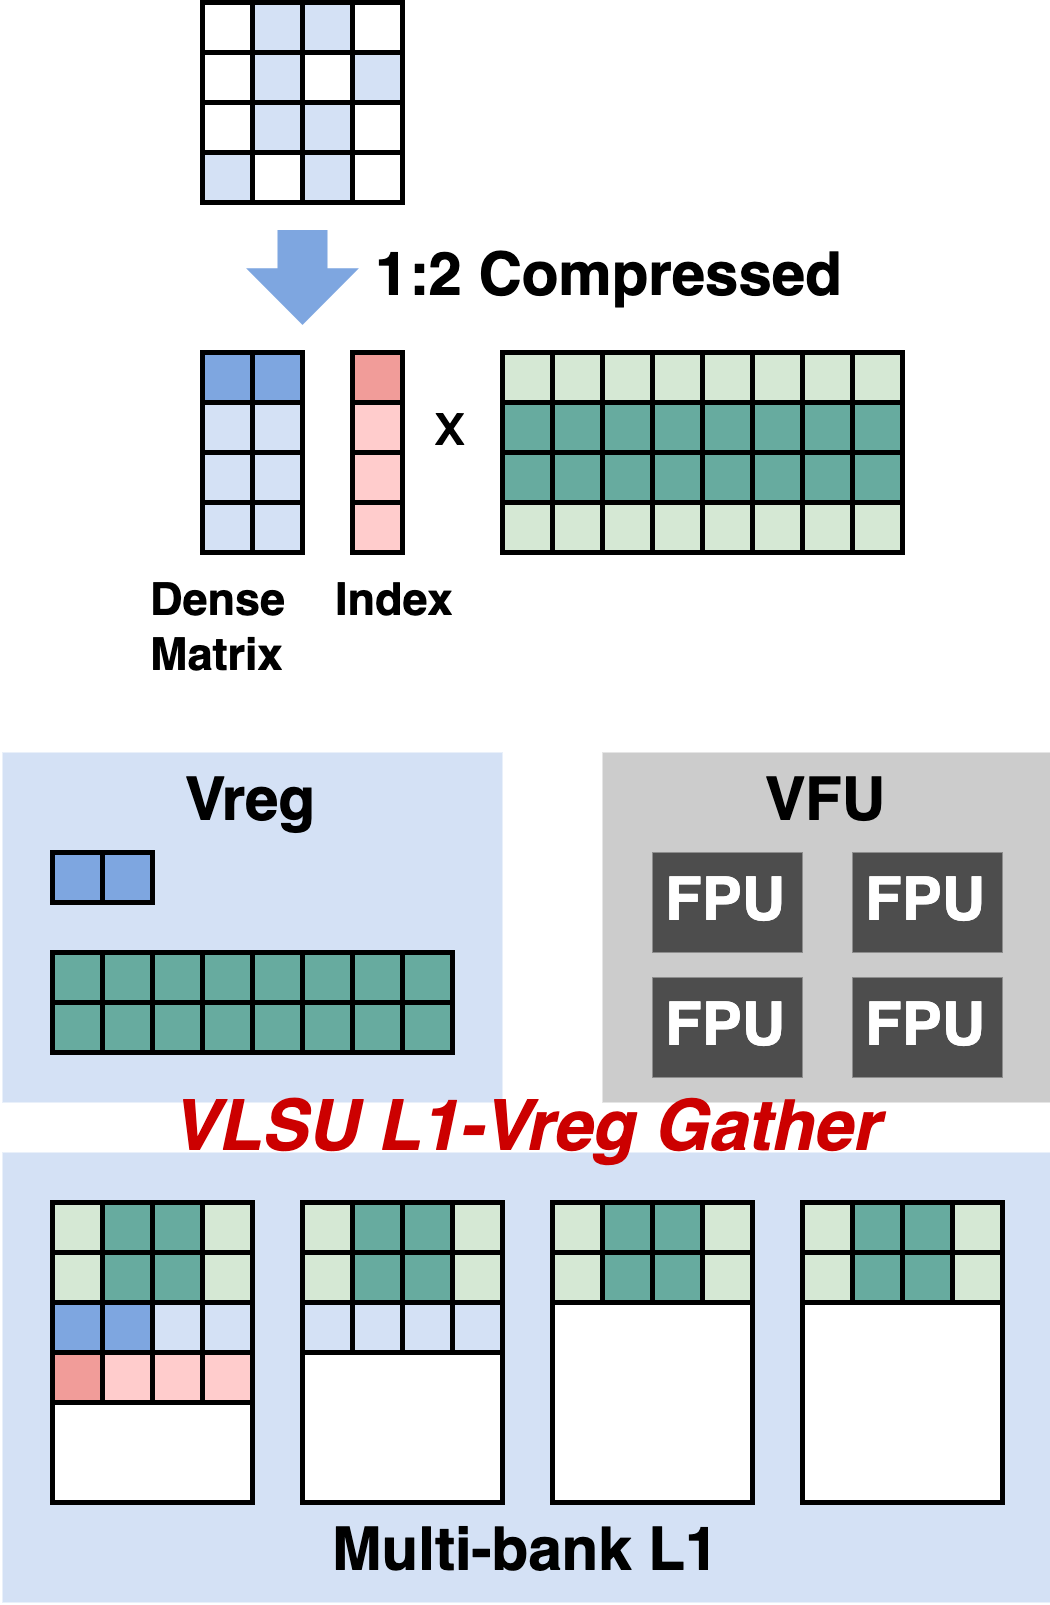 1:2 Compressed
X
Dense
Matrix
Index
Vreg
VFU
FPU
FPU
FPU
FPU
VLSU L1-Vreg Gather
Multi-bank L1